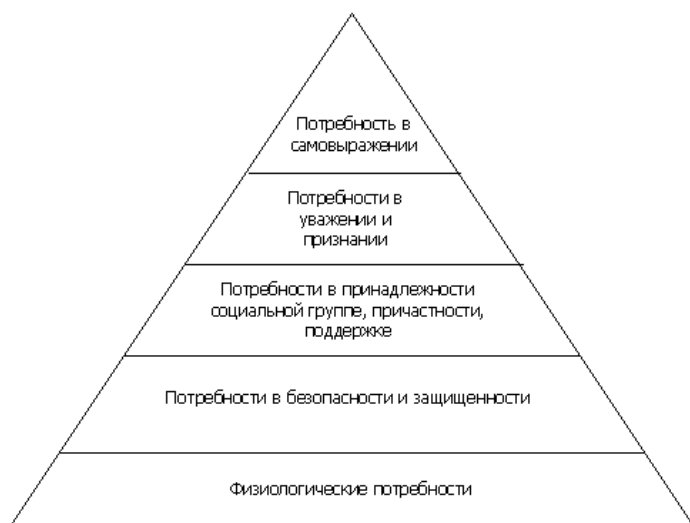 Потребность в
самовыражении
Потребности в
уважении и
признании
Потребности в принадлежности
социальной группе, причастности,
поддержке
Потребности в безопасности и защищенности
Физиологические потребности